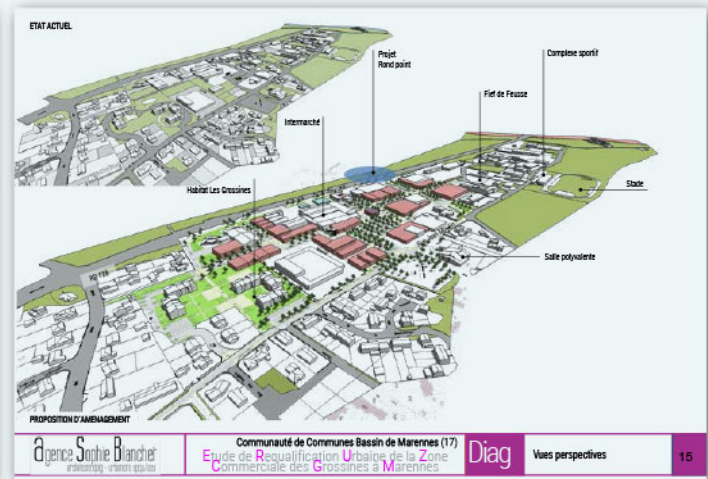 ETAT ACTUEL
Projet
Rond point
Complexe sportif
Fief de Feusse
Intermarché
Habitat Les Grossines
Stade
Salle polyvalente
RD 728
PROPOSITION D'AMENAGEMENT
agence Sophie Blanchet
Communauté de Communes Bassin de Marennes (17)
Etude de Requalification Urbaine de la Zone
Commerciale des Grossines à Marennes
Diag
Vues perspectives
15